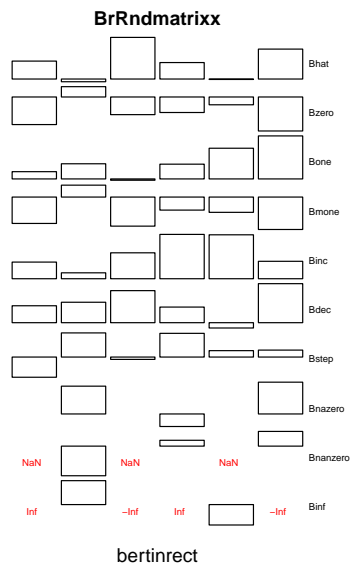 BrRndmatrixx
Bhat
Bzero
Bone
Bmone
Binc
Bdec
Bstep
Bnazero
NaN NaN NaN Bnanzero
Inf −Inf Inf −Inf Binf
bertinrect